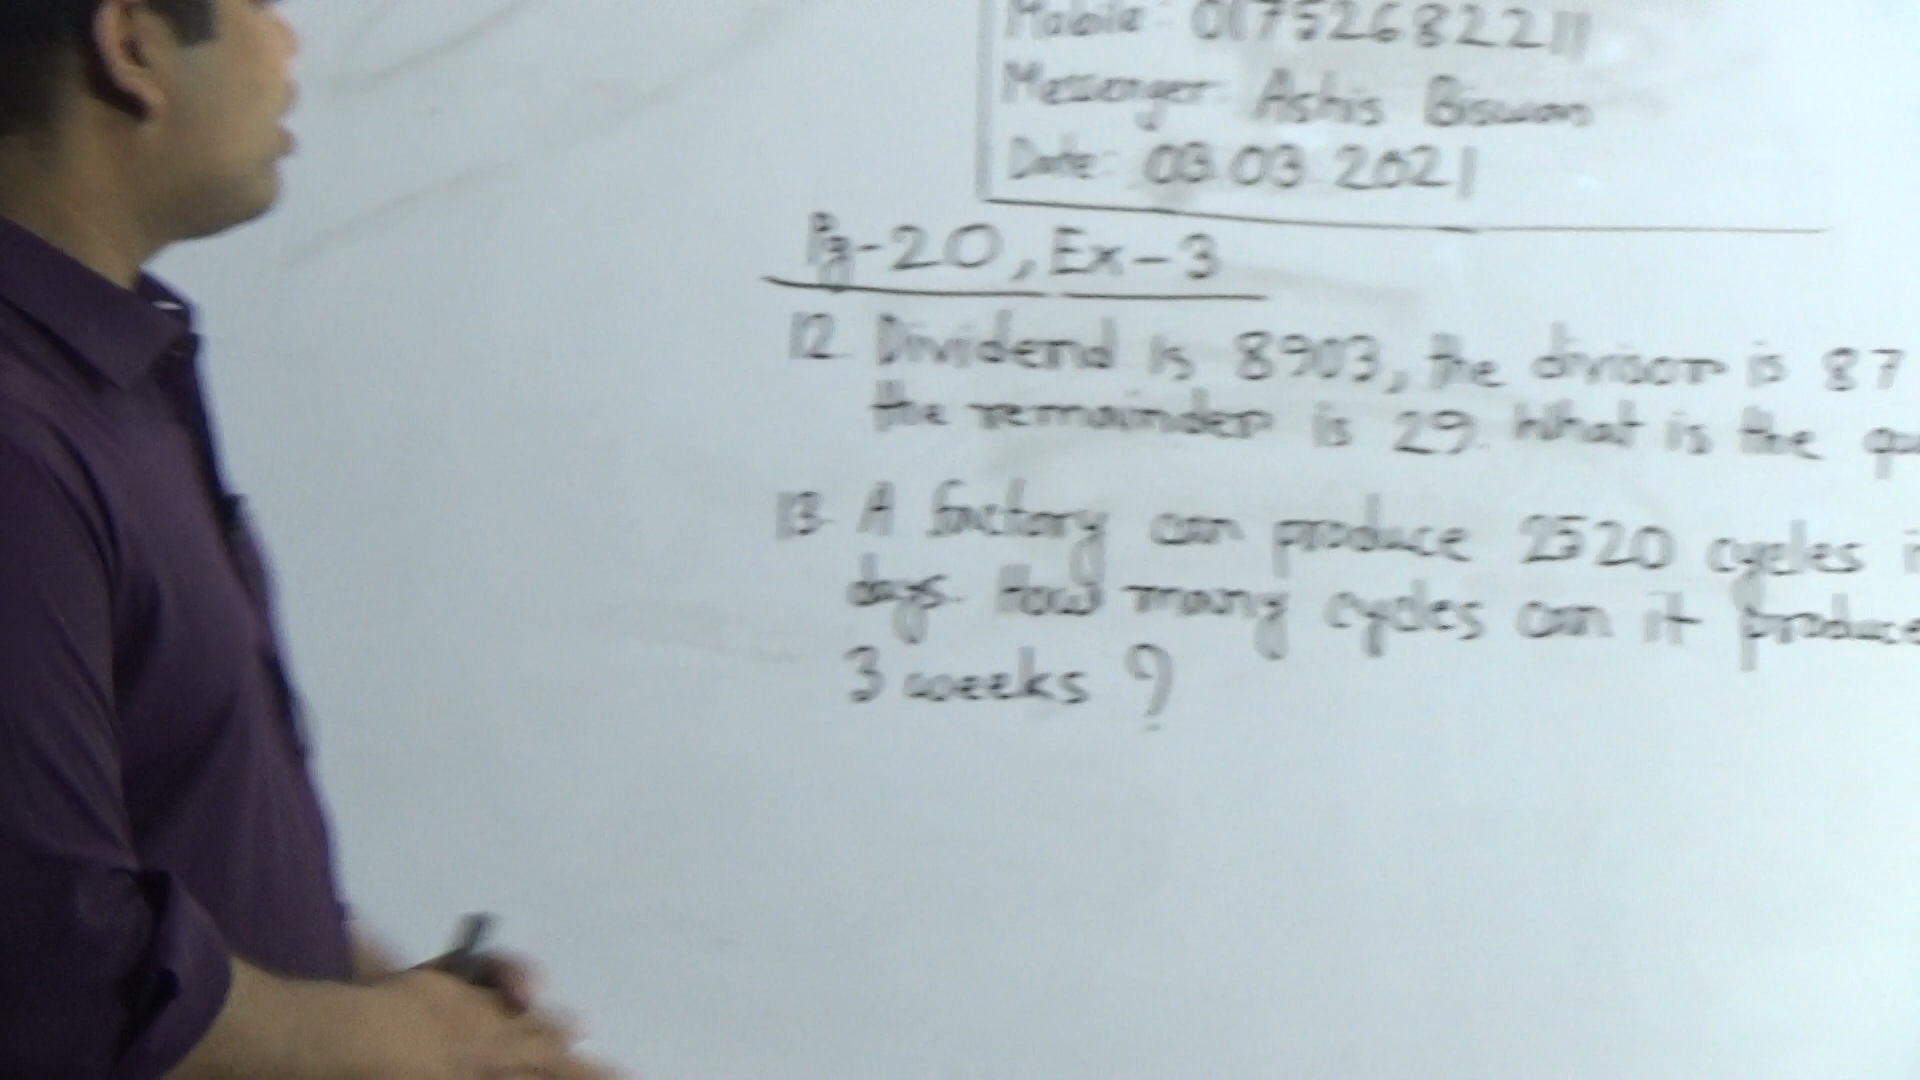 Mobile: 01752682211
Messenger: Ashis Biswas
Date: 03.03.2021
Pg-20, Ex-3
12. Dividend is 8903, the divisor is 87
the remainder is 29. What is the
13. A factory can produce 2520 cycles
days. How many cycles can it produce
3 weeks ?